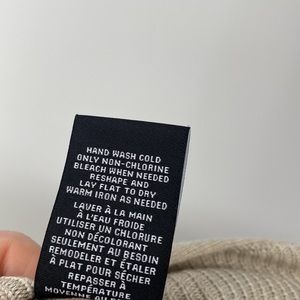 HAND WASH COLD
ONLY NON-CHLORINE
BLEACH WHEN NEEDED
RESHAPE AND
LAY FLAT TO DRY
WARM IRON AS NEEDED
LAVER À LA MAIN
À L'EAU FROIDE
UTILISER UN CHLORURE
NON DÉCOLORANT
SEULEMENT AU BESOIN
REMODELER ET ÉTALER
À PLAT POUR SÉCHER
REPASSER À
TEMPÉRATURE
MOYENNE AU